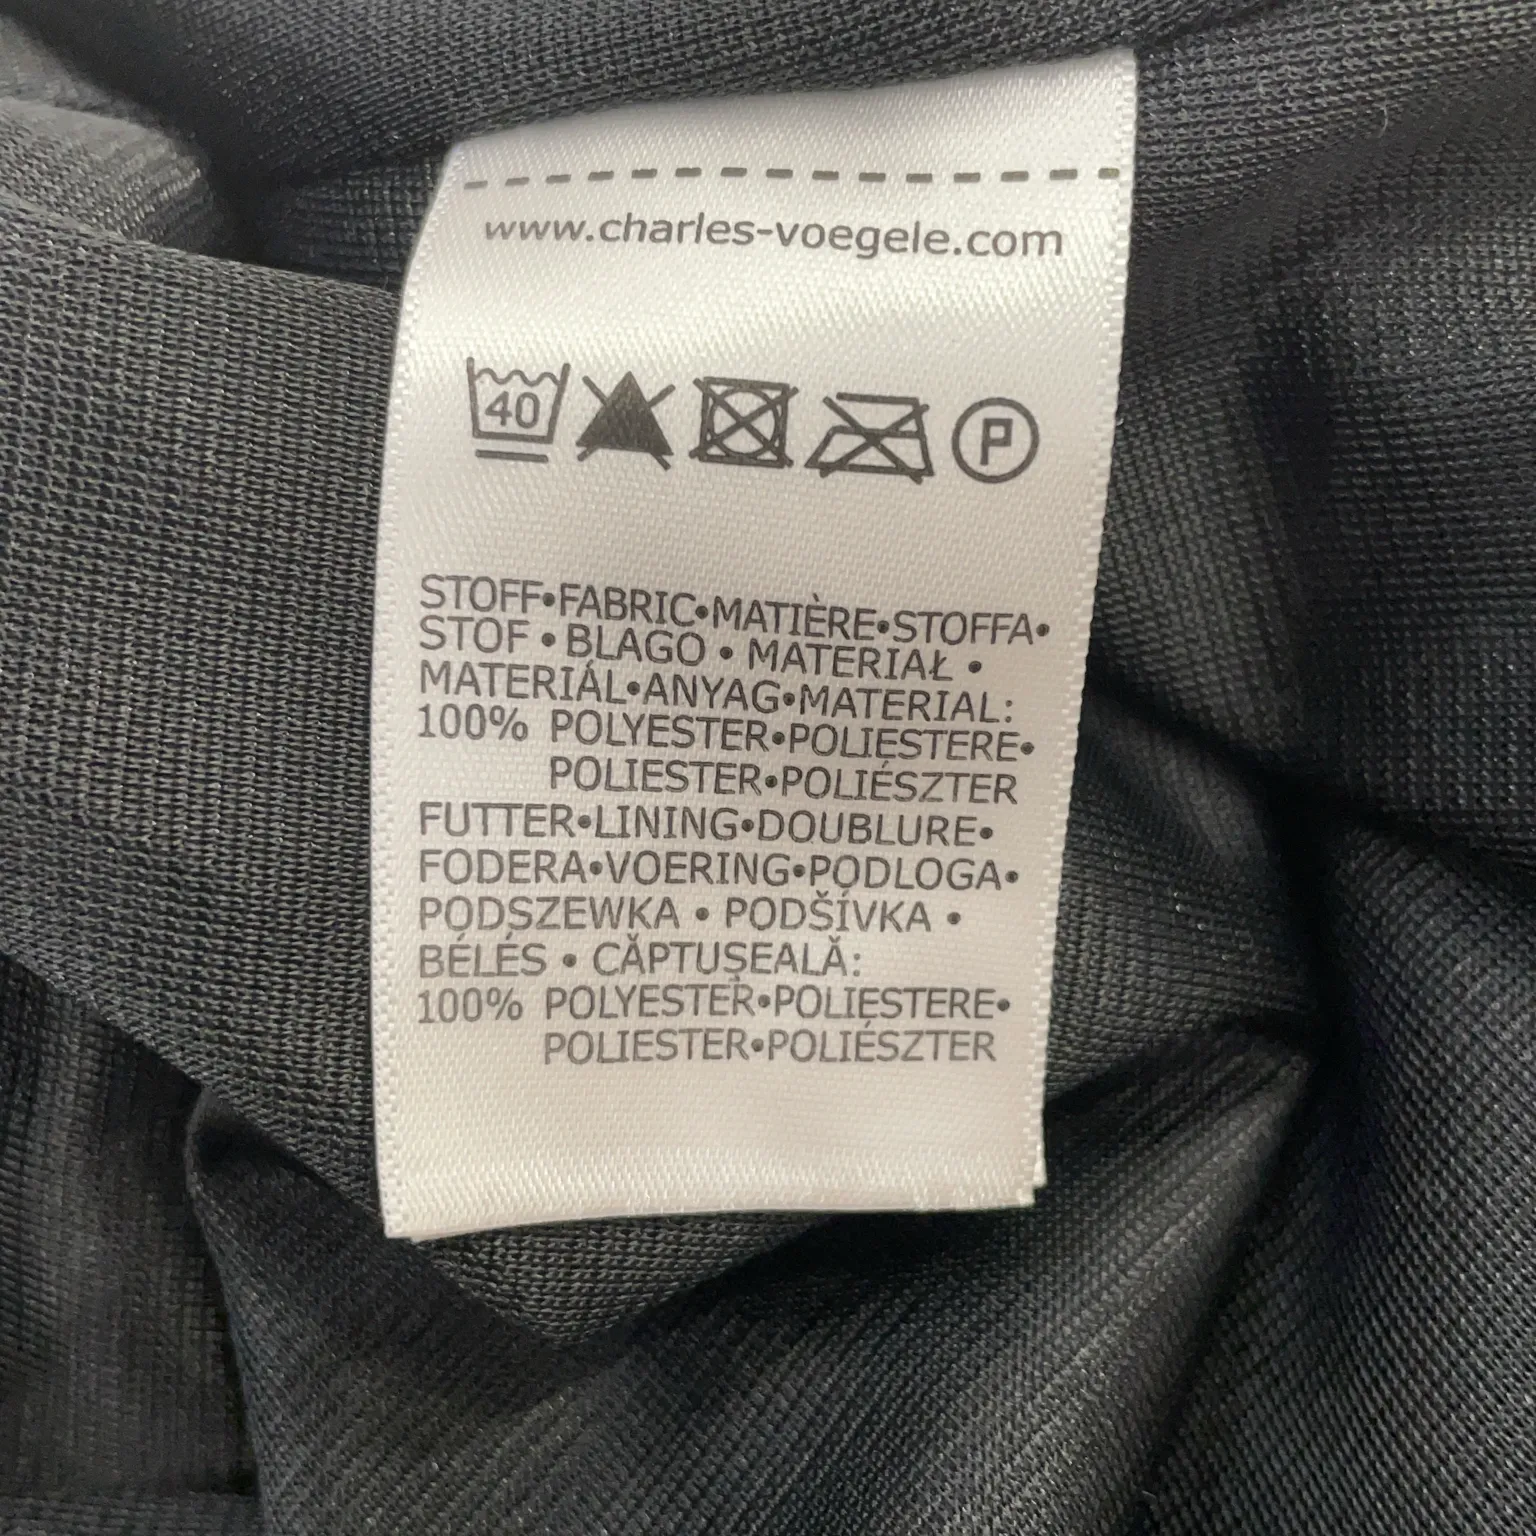 www.charles-voegele.com
40 P
STOFF•FABRIC•MATIÈRE•STOFFA•
STOF • BLAGO • MATERIAŁ •
MATERIÁL•ANYAG•MATERIAL:
100% POLYESTER•POLIESTERE•
POLIESTER•POLIÉSZTER
FUTTER•LINING•DOUBLURE•
FODERA•VOERING•PODLOGA•
PODSZEWKA • PODŠÍVKA •
BÉLÉS • CĂPTUȘEALĂ:
100% POLYESTER•POLIESTERE•
POLIESTER•POLIÉSZTER